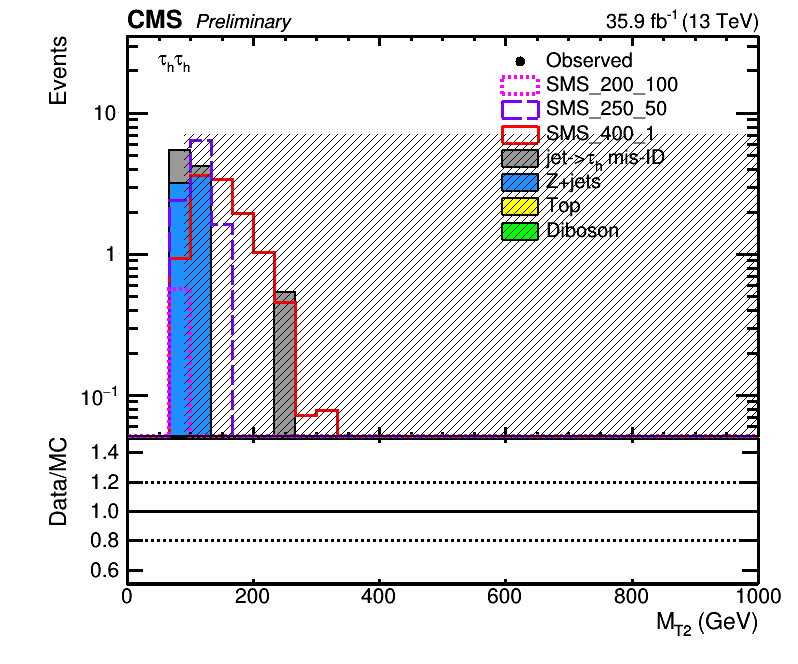 CMS Preliminary 35.9 fb⁻¹ (13 TeV)
Events
τhτh
Observed
SMS_200_100
SMS_250_50
SMS_400_1
jet->τh mis-ID
Z+jets
Top
Diboson
10
1
10⁻¹
Data/MC
1.4
1.2
1.0
0.8
0.6
0 200 400 600 800 1000
MT2 (GeV)